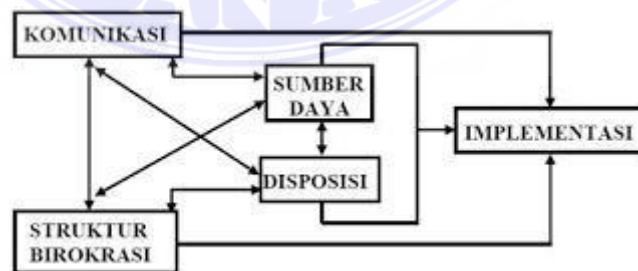 KOMUNIKASI
SUMBER
DAYA
IMPLEMENTASI
DISPOSISI
STRUKTUR
BIROKRASI